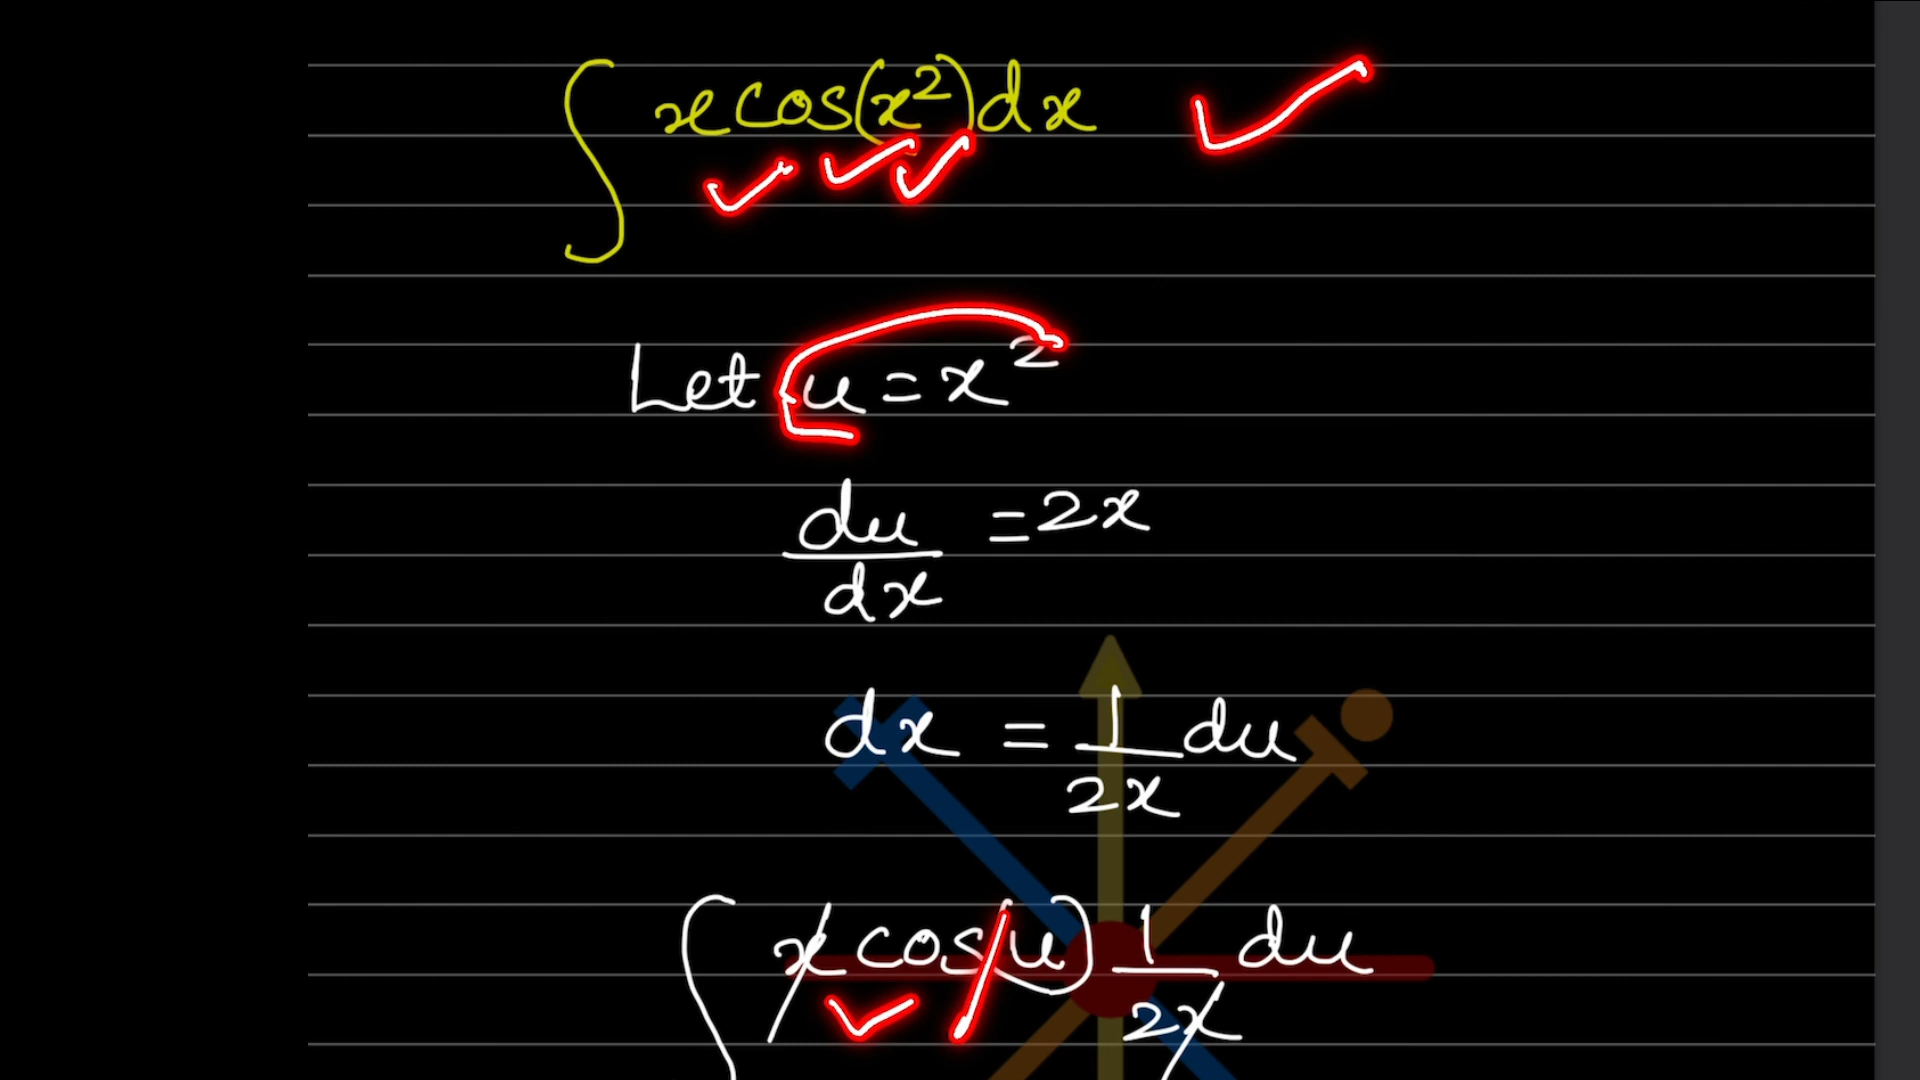 ∫ x cos(x²) dx
Let u = x²
du/dx = 2x
dx = 1/2x du
∫ x cos(u) 1/2x du